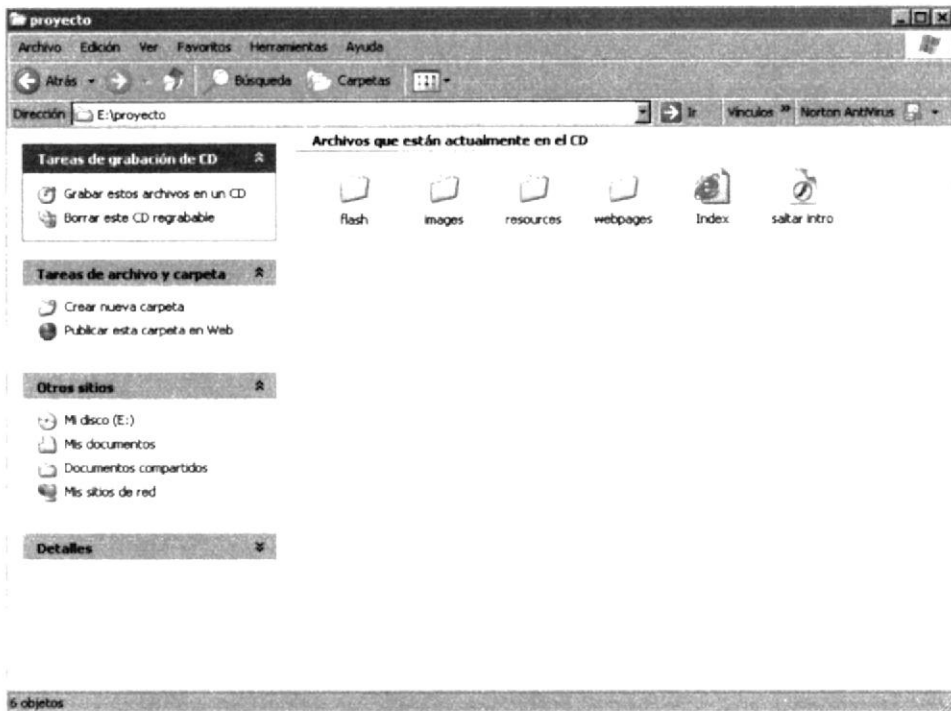 proyecto
Archivo Edición Ver Favoritos Herramientas Ayuda
Atrás Búsqueda Carpetas
Dirección E:\proyecto Ir Vínculos » Norton AntiVirus
Tareas de grabación de CD
Grabar estos archivos en un CD
Borrar este CD regrabable
Tareas de archivo y carpeta
Crear nueva carpeta
Publicar esta carpeta en Web
Otros sitios
Mi disco (E:)
Mis documentos
Documentos compartidos
Mis sitios de red
Detalles
Archivos que están actualmente en el CD
flash images resources webpages Index saltar intro
6 objetos